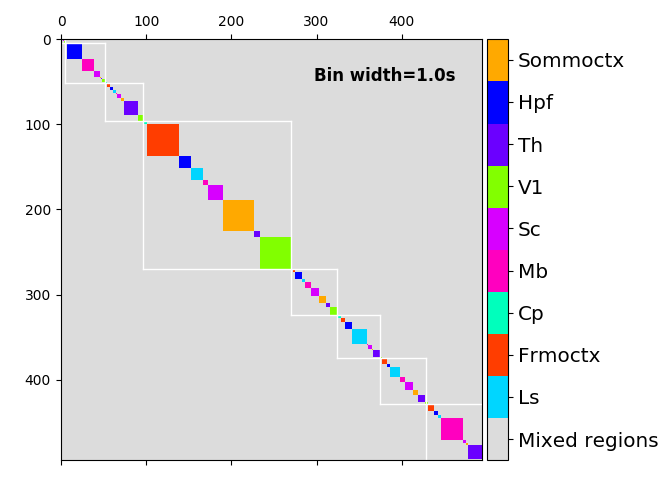 0 100 200 300 400
0
100
200
300
400
Bin width=1.0s
Sommoctx
Hpf
Th
V1
Sc
Mb
Cp
Frmoctx
Ls
Mixed regions